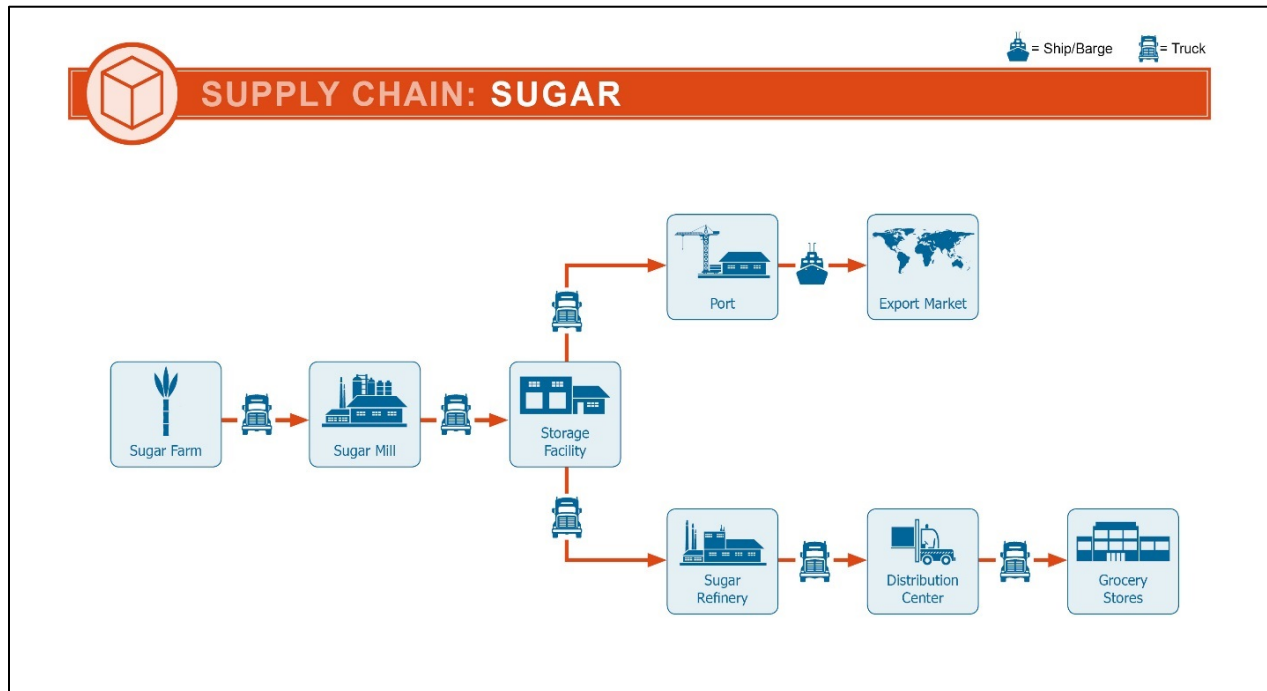 = Ship/Barge
= Truck
SUPPLY CHAIN: SUGAR
Port
Export Market
Sugar Farm
Sugar Mill
Storage
Facility
Sugar
Refinery
Distribution
Center
Grocery
Stores